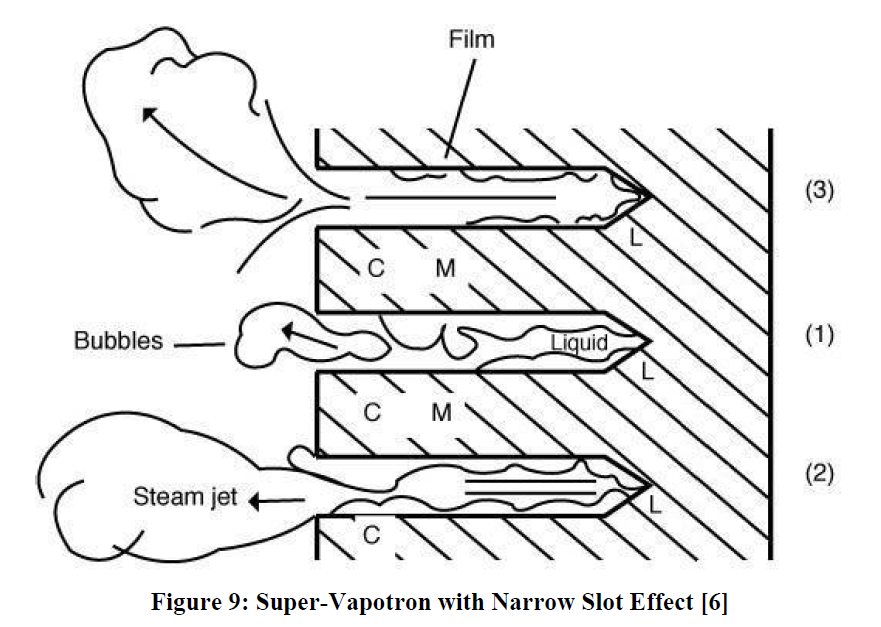 Film
(3)
L
C M
Bubbles
Liquid
(1)
L
C M
Steam jet
(2)
L
C
Figure 9: Super-Vapotron with Narrow Slot Effect [6]